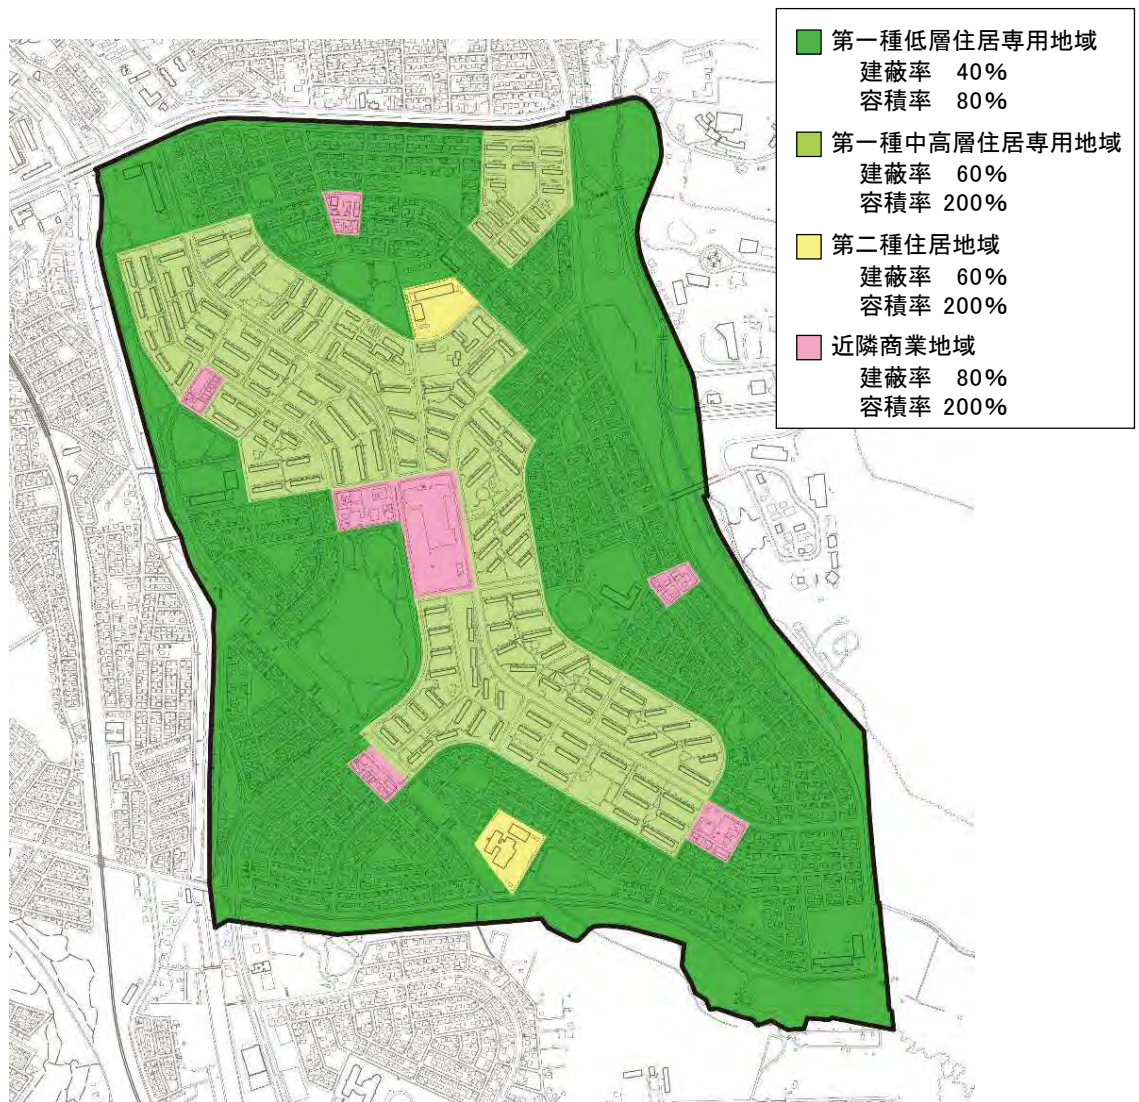 第一種低層住居専用地域
建蔽率 40%
容積率 80%
第一種中高層住居専用地域
建蔽率 60%
容積率 200%
第二種住居地域
建蔽率 60%
容積率 200%
近隣商業地域
建蔽率 80%
容積率 200%